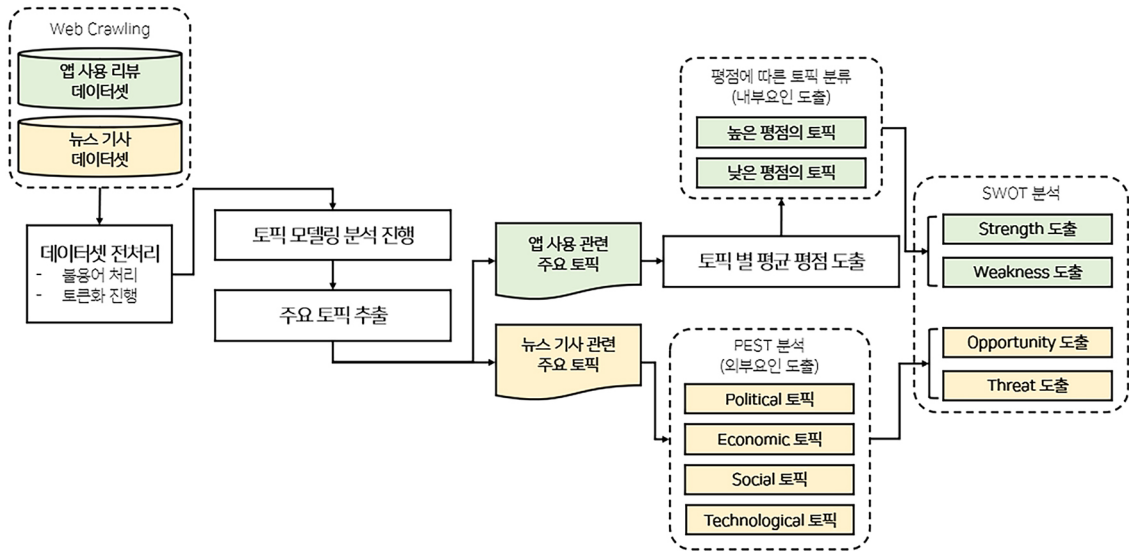 Web Crawling
앱 사용 리뷰
데이터셋
뉴스 기사
데이터셋
데이터셋 전처리
- 불용어 처리
- 토큰화 진행
토픽 모델링 분석 진행
주요 토픽 추출
앱 사용 관련
주요 토픽
뉴스 기사 관련
주요 토픽
토픽 별 평균 평점 도출
평점에 따른 토픽 분류
(내부요인 도출)
높은 평점의 토픽
낮은 평점의 토픽
PEST 분석
(외부요인 도출)
Political 토픽
Economic 토픽
Social 토픽
Technological 토픽
SWOT 분석
Strength 도출
Weakness 도출
Opportunity 도출
Threat 도출